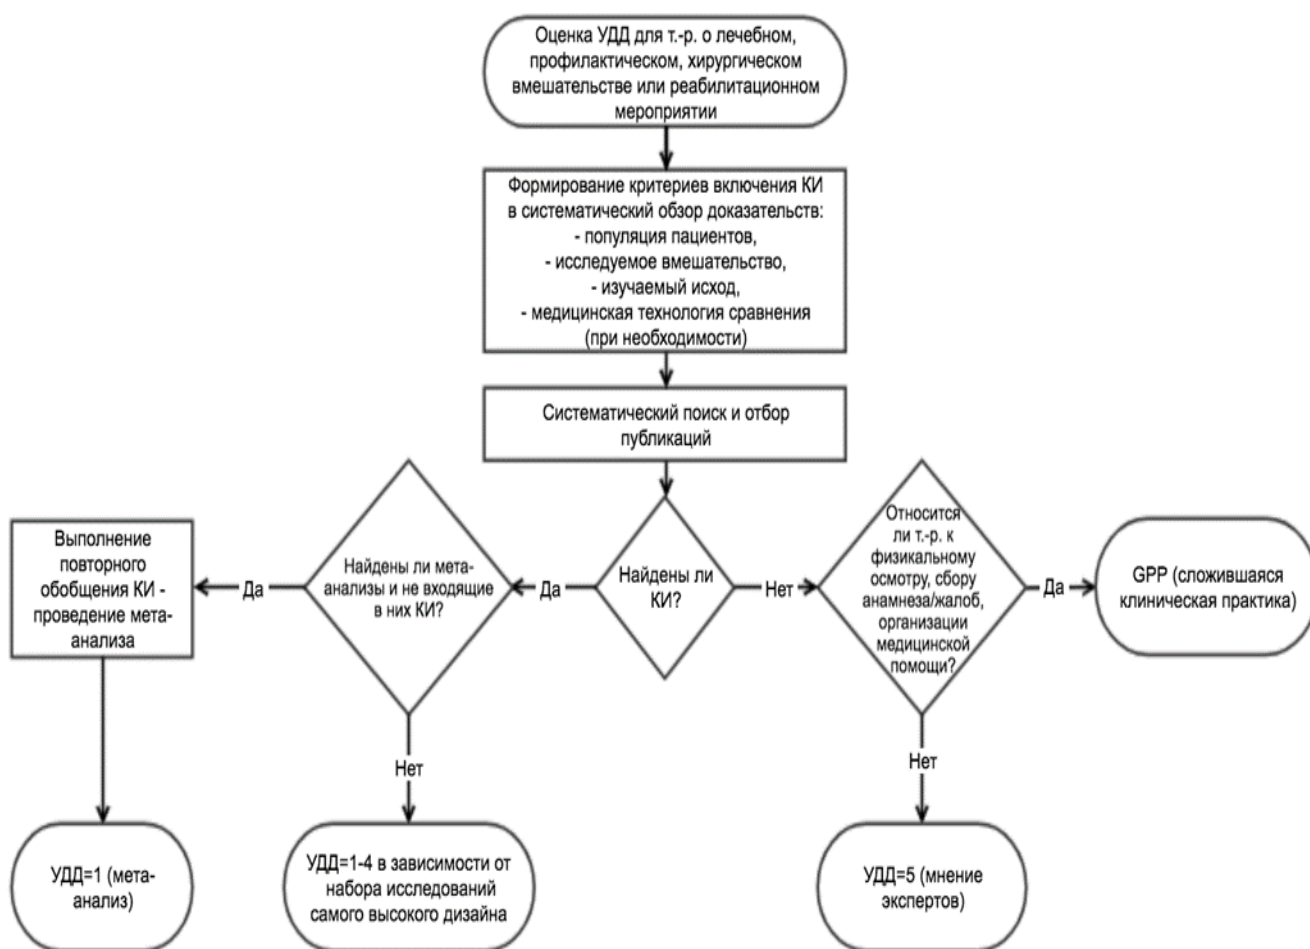 Оценка УДД для т.-р. о лечебном,
профилактическом, хирургическом
вмешательстве или реабилитационном
мероприятии
Формирование критериев включения КИ
в систематический обзор доказательств:
- популяция пациентов,
- исследуемое вмешательство,
- изучаемый исход,
- медицинская технология сравнения
(при необходимости)
Систематический поиск и отбор
публикаций
Найдены ли
КИ?
Да
Нет
Найдены ли мета-
анализы и не входящие
в них КИ?
Да
Выполнение
повторного
обобщения КИ -
проведение мета-
анализа
Относится
ли т.-р. к
физикальному
осмотру, сбору
анамнеза/жалоб,
организации
медицинской
помощи?
Да
GPP (сложившаяся
клиническая практика)
Нет
Нет
УДД=1 (мета-
анализ)
УДД=1-4 в зависимости от
набора исследований
самого высокого дизайна
УДД=5 (мнение
экспертов)